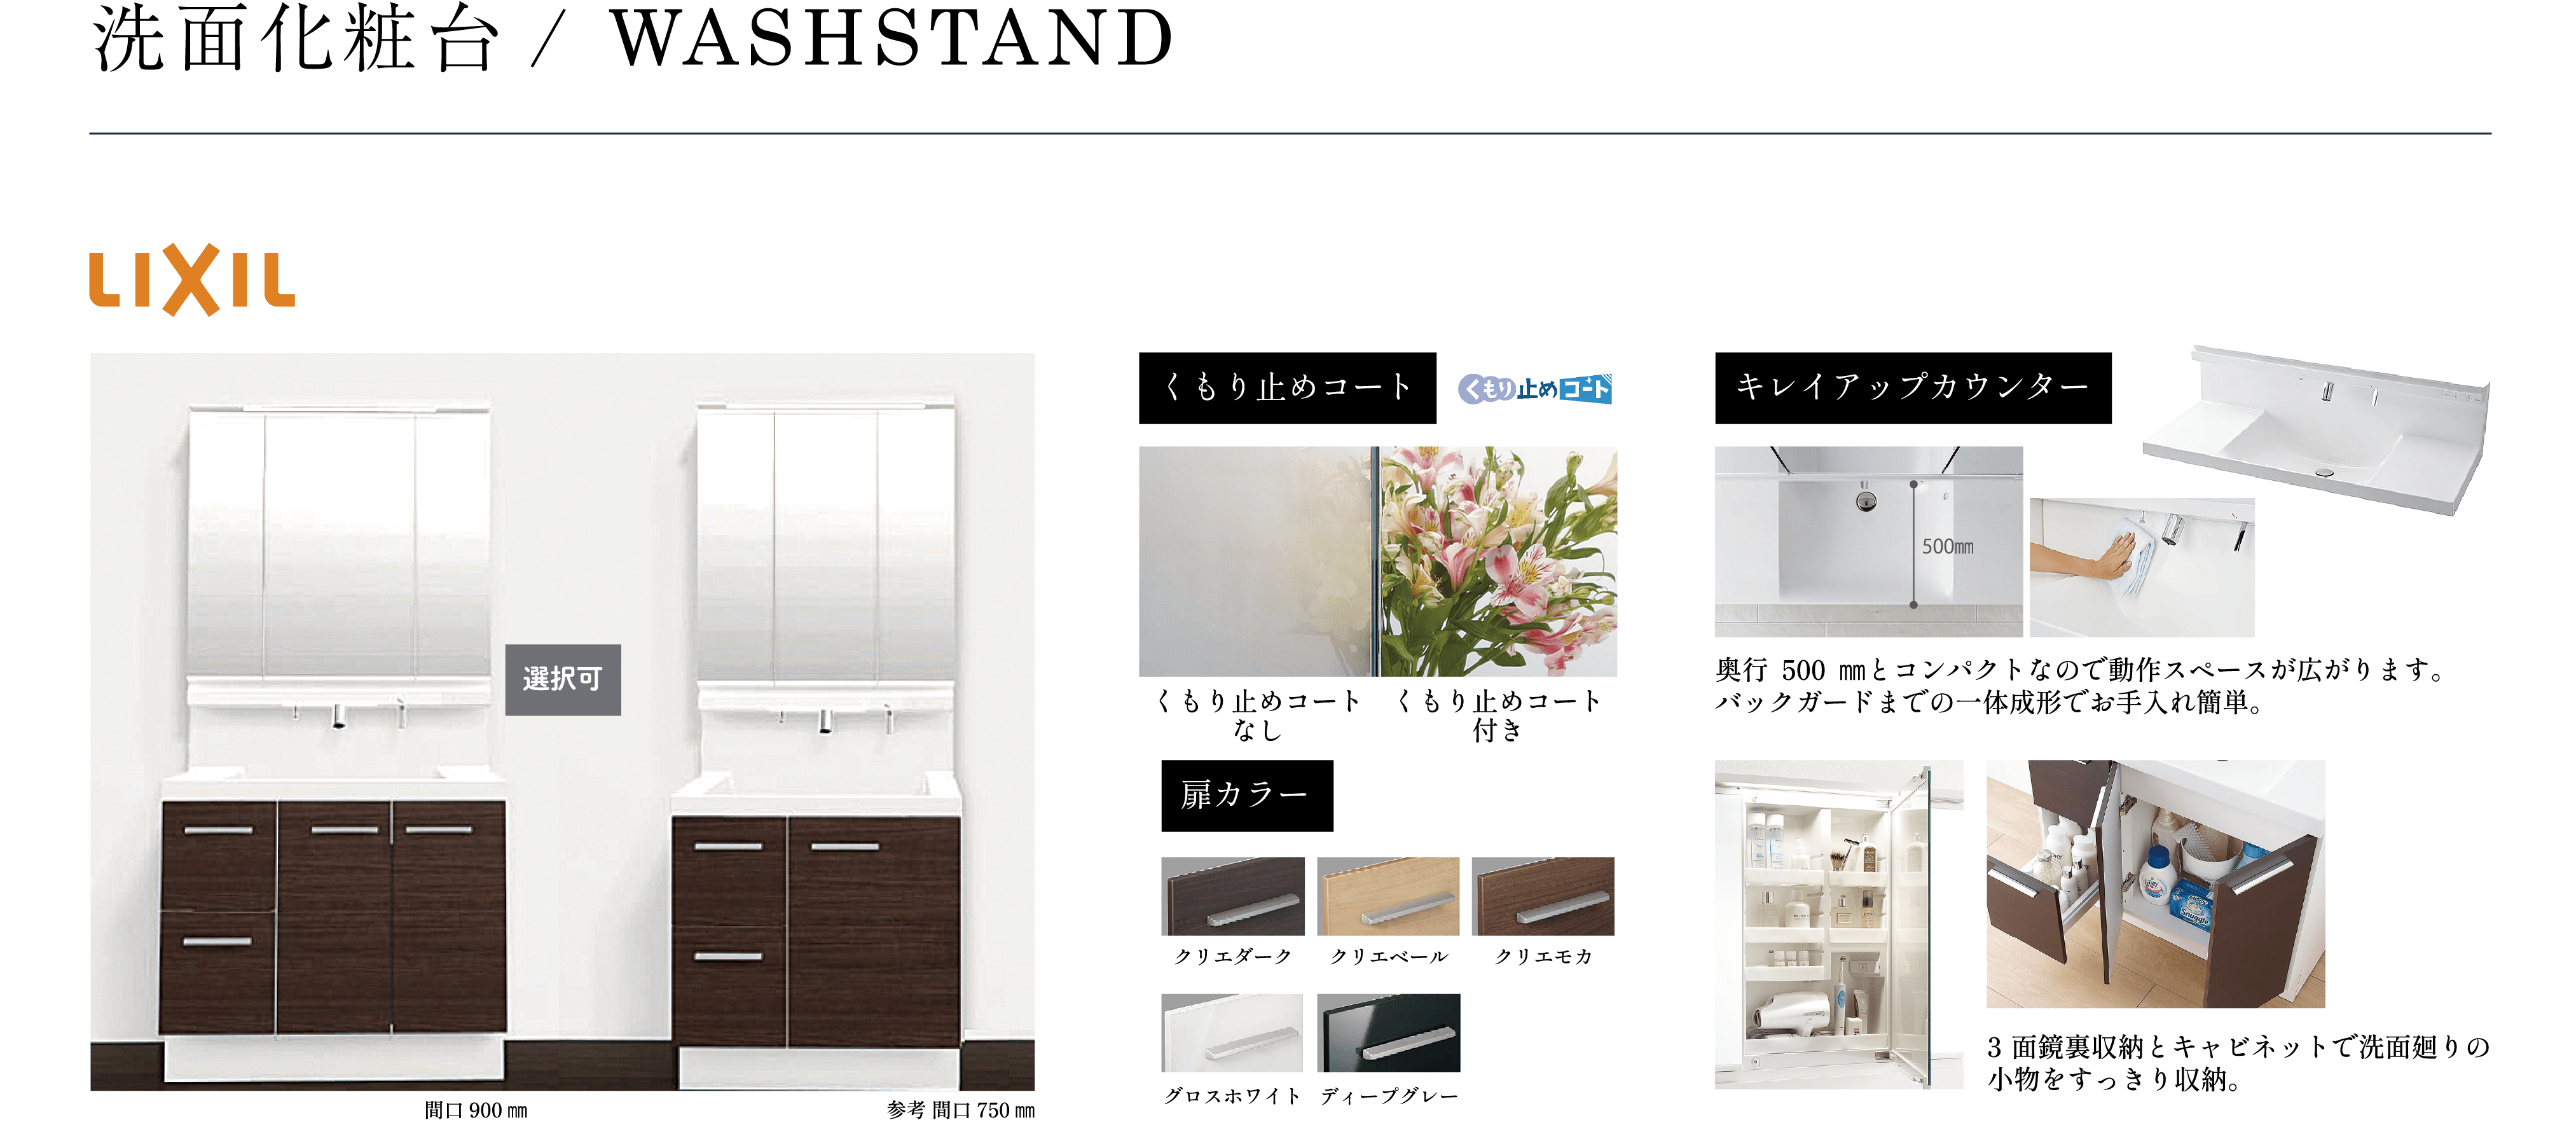 洗面化粧台 / WASHSTAND
LIXIL
選択可
間口 900 ㎜
参考 間口 750 ㎜
くもり止めコート
くもり止めコート
くもり止めコート
なし
くもり止めコート
付き
扉カラー
クリエダーク
クリエペール
クリエモカ
グロスホワイト
ディープグレー
キレイアップカウンター
500㎜
奥行 500 ㎜とコンパクトなので動作スペースが広がります。
バックガードまでの一体成形でお手入れ簡単。
Snuggle
3 面鏡裏収納とキャビネットで洗面廻りの
小物をすっきり収納。